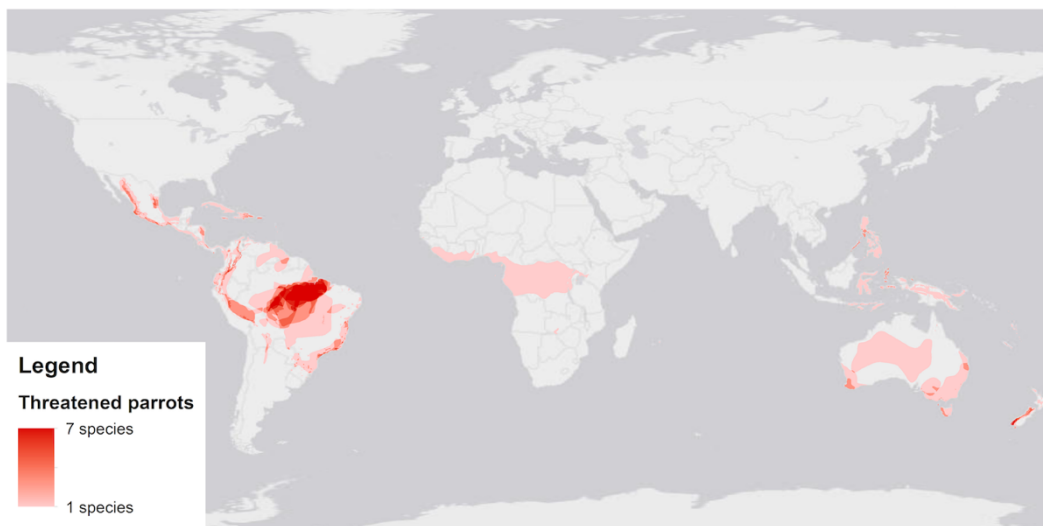 Legend
Threatened parrots
7 species
1 species